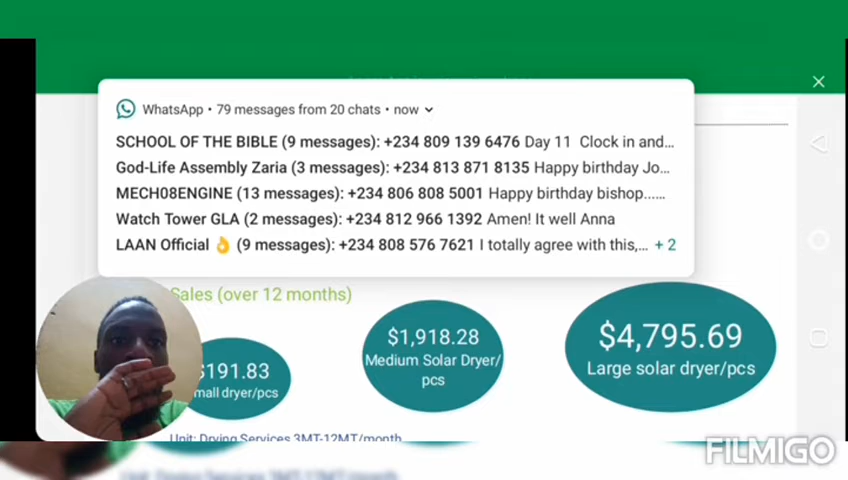 WhatsApp • 79 messages from 20 chats • now
SCHOOL OF THE BIBLE (9 messages): +234 809 139 6476 Day 11 Clock in and...
God-Life Assembly Zaria (3 messages): +234 813 871 8135 Happy birthday Jo...
MECH08ENGINE (13 messages): +234 806 808 5001 Happy birthday bishop......
Watch Tower GLA (2 messages): +234 812 966 1392 Amen! It well Anna
LAAN Official 👌 (9 messages): +234 808 576 7621 I totally agree with this,... + 2
Sales (over 12 months)
$191.83
mall dryer/pcs
$1,918.28
Medium Solar Dryer/
pcs
$4,795.69
Large solar dryer/pcs
Unit: Drying Services 3MT-12MT/month
FILMIGO